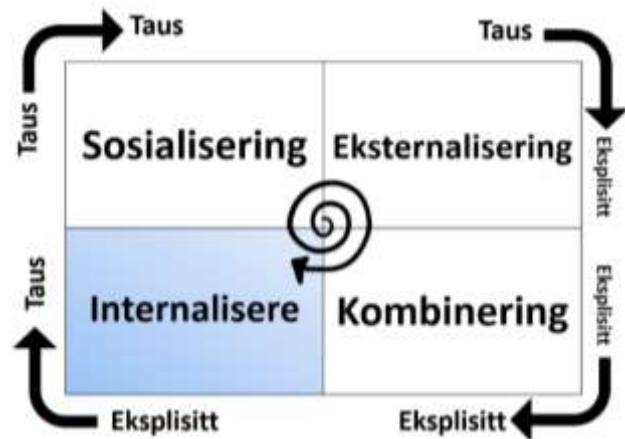 Taus
Taus
Taus
Eksplisitt
Sosialisering
Eksternalisering
Taus
Eksplisitt
Internalisere
Kombinering
Eksplisitt
Eksplisitt